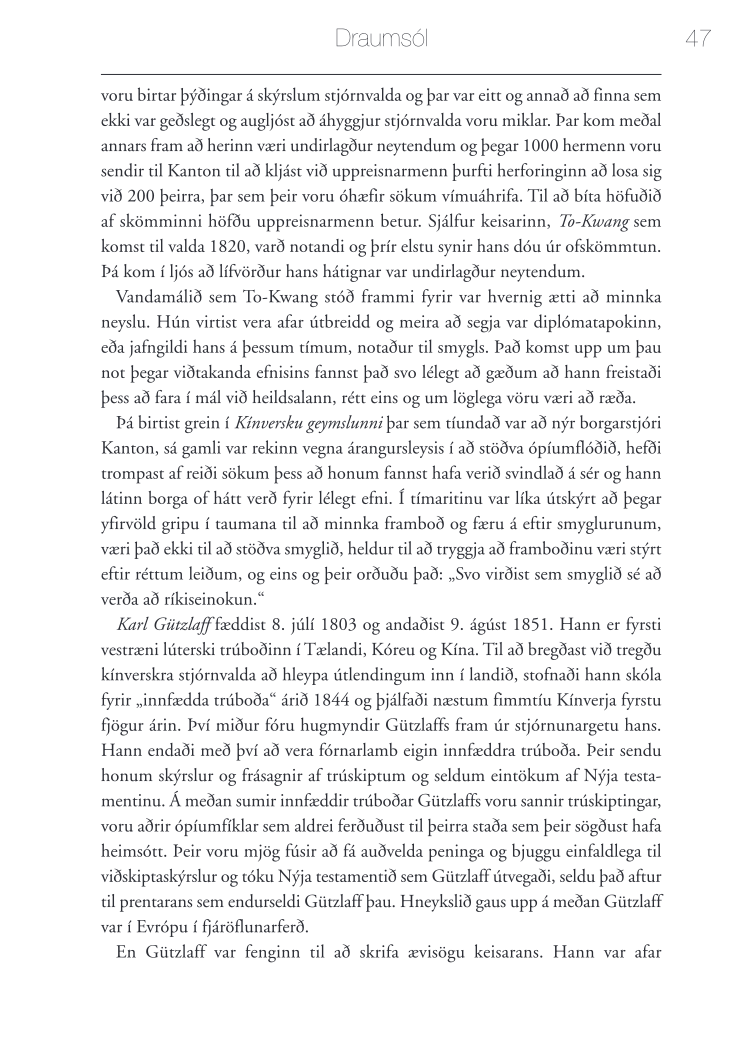 Draumsól 47
voru birtar þýðingar á skýrslum stjórnvalda og þar var eitt og annað að finna sem
ekki var geðslegt og augljóst að áhyggjur stjórnvalda voru miklar. Þar kom meðal
annars fram að herinn væri undirlagður neytendum og þegar 1000 hermenn voru
sendir til Kanton til að kljást við uppreisnarmenn þurfti herforinginn að losa sig
við 200 þeirra, þar sem þeir voru óhæfir sökum vímuáhrifa. Til að bíta höfuðið
af skömminni höfðu uppreisnarmenn betur. Sjálfur keisarinn, To-Kwang sem
komst til valda 1820, varð notandi og þrír elstu synir hans dóu úr ofskömmtun.
Þá kom í ljós að lífvörður hans hátignar var undirlagður neytendum.
Vandamálið sem To-Kwang stóð frammi fyrir var hvernig ætti að minnka
neyslu. Hún virtist vera afar útbreidd og meira að segja var diplómatapokinn,
eða jafngildi hans á þessum tímum, notaður til smygls. Það komst upp um þau
not þegar viðtakanda efnisins fannst það svo lélegt að gæðum að hann freistaði
þess að fara í mál við heildsalann, rétt eins og um löglega vöru væri að ræða.
Þá birtist grein í Kínversku geymslunni þar sem tíundað var að nýr borgarstjóri
Kanton, sá gamli var rekinn vegna árangursleysis í að stöðva ópíumflóðið, hefði
trompast af reiði sökum þess að honum fannst hafa verið svindlað á sér og hann
látinn borga of hátt verð fyrir lélegt efni. Í tímaritinu var líka útskýrt að þegar
yfirvöld gripu í taumana til að minnka framboð og færu á eftir smyglurunum,
væri það ekki til að stöðva smyglið, heldur til að tryggja að framboðinu væri stýrt
eftir réttum leiðum, og eins og þeir orðuðu það: „Svo virðist sem smyglið sé að
verða að ríkiseinokun.“
Karl Gützlaff fæddist 8. júlí 1803 og andaðist 9. ágúst 1851. Hann er fyrsti
vestræni lúterski trúboðinn í Tælandi, Kóreu og Kína. Til að bregðast við tregðu
kínverskra stjórnvalda að hleypa útlendingum inn í landið, stofnaði hann skóla
fyrir „innfædda trúboða“ árið 1844 og þjálfaði næstum fimmtíu Kínverja fyrstu
fjögur árin. Því miður fóru hugmyndir Gützlaffs fram úr stjórnunargetu hans.
Hann endaði með því að vera fórnarlamb eigin innfæddra trúboða. Þeir sendu
honum skýrslur og frásagnir af trúskiptum og seldum eintökum af Nýja testa-
mentinu. Á meðan sumir innfæddir trúboðar Gützlaffs voru sannir trúskiptingar,
voru aðrir ópíumfíklar sem aldrei ferðuðust til þeirra staða sem þeir sögðust hafa
heimsótt. Þeir voru mjög fúsir að fá auðvelda peninga og bjuggu einfaldlega til
viðskiptaskýrslur og tóku Nýja testamentið sem Gützlaff útvegaði, seldu það aftur
til prentarans sem endurseldi Gützlaff þau. Hneykslið gaus upp á meðan Gützlaff
var í Evrópu í fjáröflunarferð.
En Gützlaff var fenginn til að skrifa ævisögu keisarans. Hann var afar